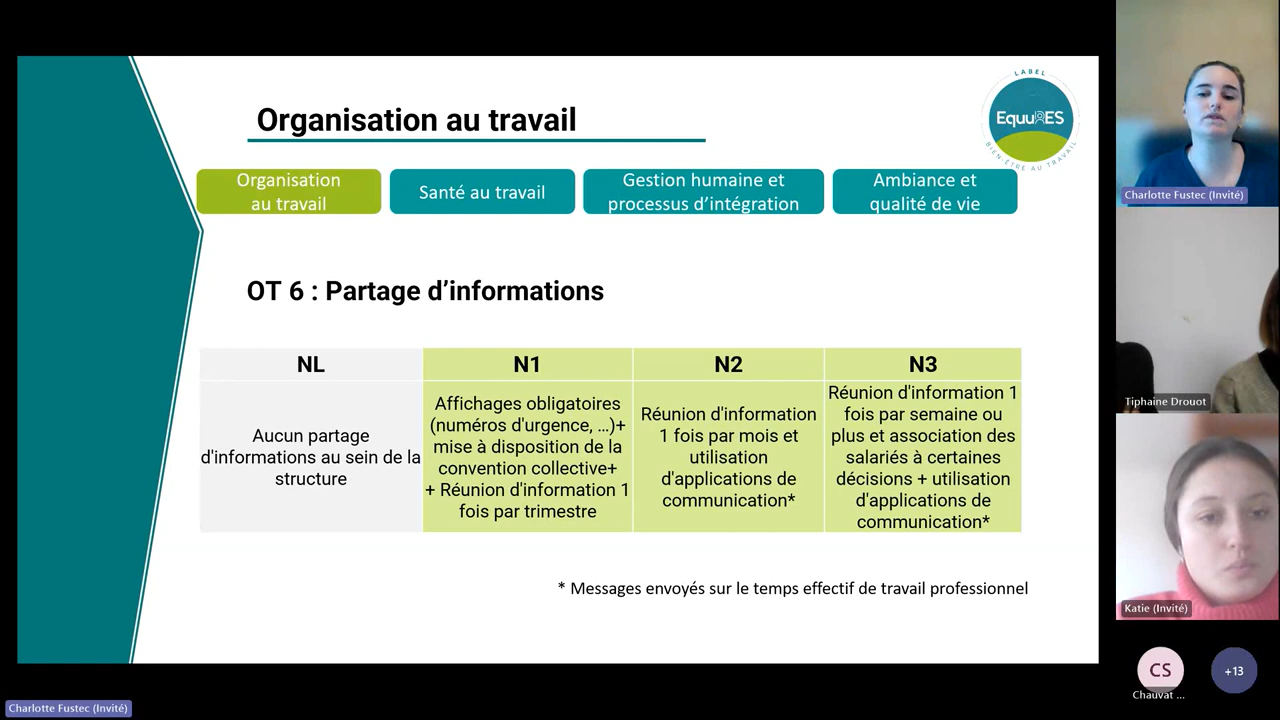 Organisation au travail
LABEL
EquuRES
BIEN-ÊTRE AU TRAVAIL
Organisation
au travail
Santé au travail
Gestion humaine et
processus d'intégration
Ambiance et
qualité de vie
OT 6 : Partage d'informations
NL
N1
N2
N3
Aucun partage
d'informations au sein de la
structure
Affichages obligatoires
(numéros d'urgence, ...)+
mise à disposition de la
convention collective+
+ Réunion d'information 1
fois par trimestre
Réunion d'information
1 fois par mois et
utilisation
d'applications de
communication*
Réunion d'information 1
fois par semaine ou
plus et association des
salariés à certaines
décisions + utilisation
d'applications de
communication*
* Messages envoyés sur le temps effectif de travail professionnel
Charlotte Fustec (Invité)
Tiphaine Drouot
Katie (Invité)
CS
+13
Chauvat ...
Charlotte Fustec (Invité)